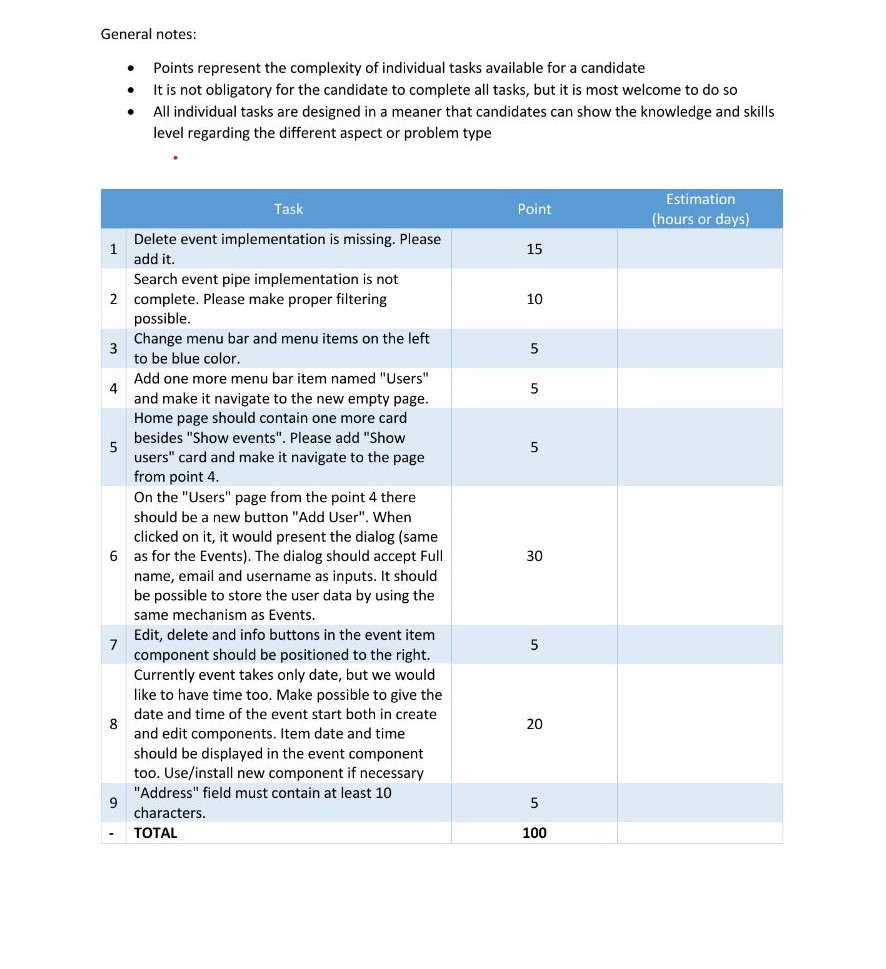 General notes:
• Points represent the complexity of individual tasks available for a candidate
• It is not obligatory for the candidate to complete all tasks, but it is most welcome to do so
• All individual tasks are designed in a meaner that candidates can show the knowledge and skills
level regarding the different aspect or problem type
Task Point Estimation
(hours or days)
1 Delete event implementation is missing. Please
add it.
15
2 Search event pipe implementation is not
complete. Please make proper filtering
possible.
10
3 Change menu bar and menu items on the left
to be blue color.
5
4 Add one more menu bar item named "Users"
and make it navigate to the new empty page.
5
5 Home page should contain one more card
besides "Show events". Please add "Show
users" card and make it navigate to the page
from point 4.
5
6 On the "Users" page from the point 4 there
should be a new button "Add User". When
clicked on it, it would present the dialog (same
as for the Events). The dialog should accept Full
name, email and username as inputs. It should
be possible to store the user data by using the
same mechanism as Events.
30
7 Edit, delete and info buttons in the event item
component should be positioned to the right.
5
8 Currently event takes only date, but we would
like to have time too. Make possible to give the
date and time of the event start both in create
and edit components. Item date and time
should be displayed in the event component
too. Use/install new component if necessary
20
9 "Address" field must contain at least 10
characters.
5
- TOTAL 100